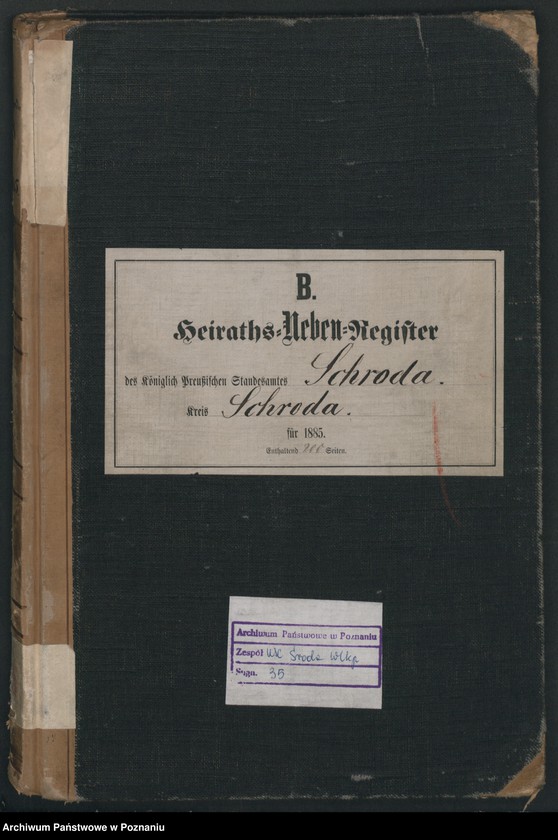 B.
Heiraths-Neben-Register
des Königlich Preußischen Standesamtes Schroda.
Kreis Schroda.
für 1885.
Enthaltend 200 Seiten.
Archiwum Państwowe w Poznaniu
Zespół USC Środa Wlkp.
Sygn. 35
Archiwum Państwowe w Poznaniu